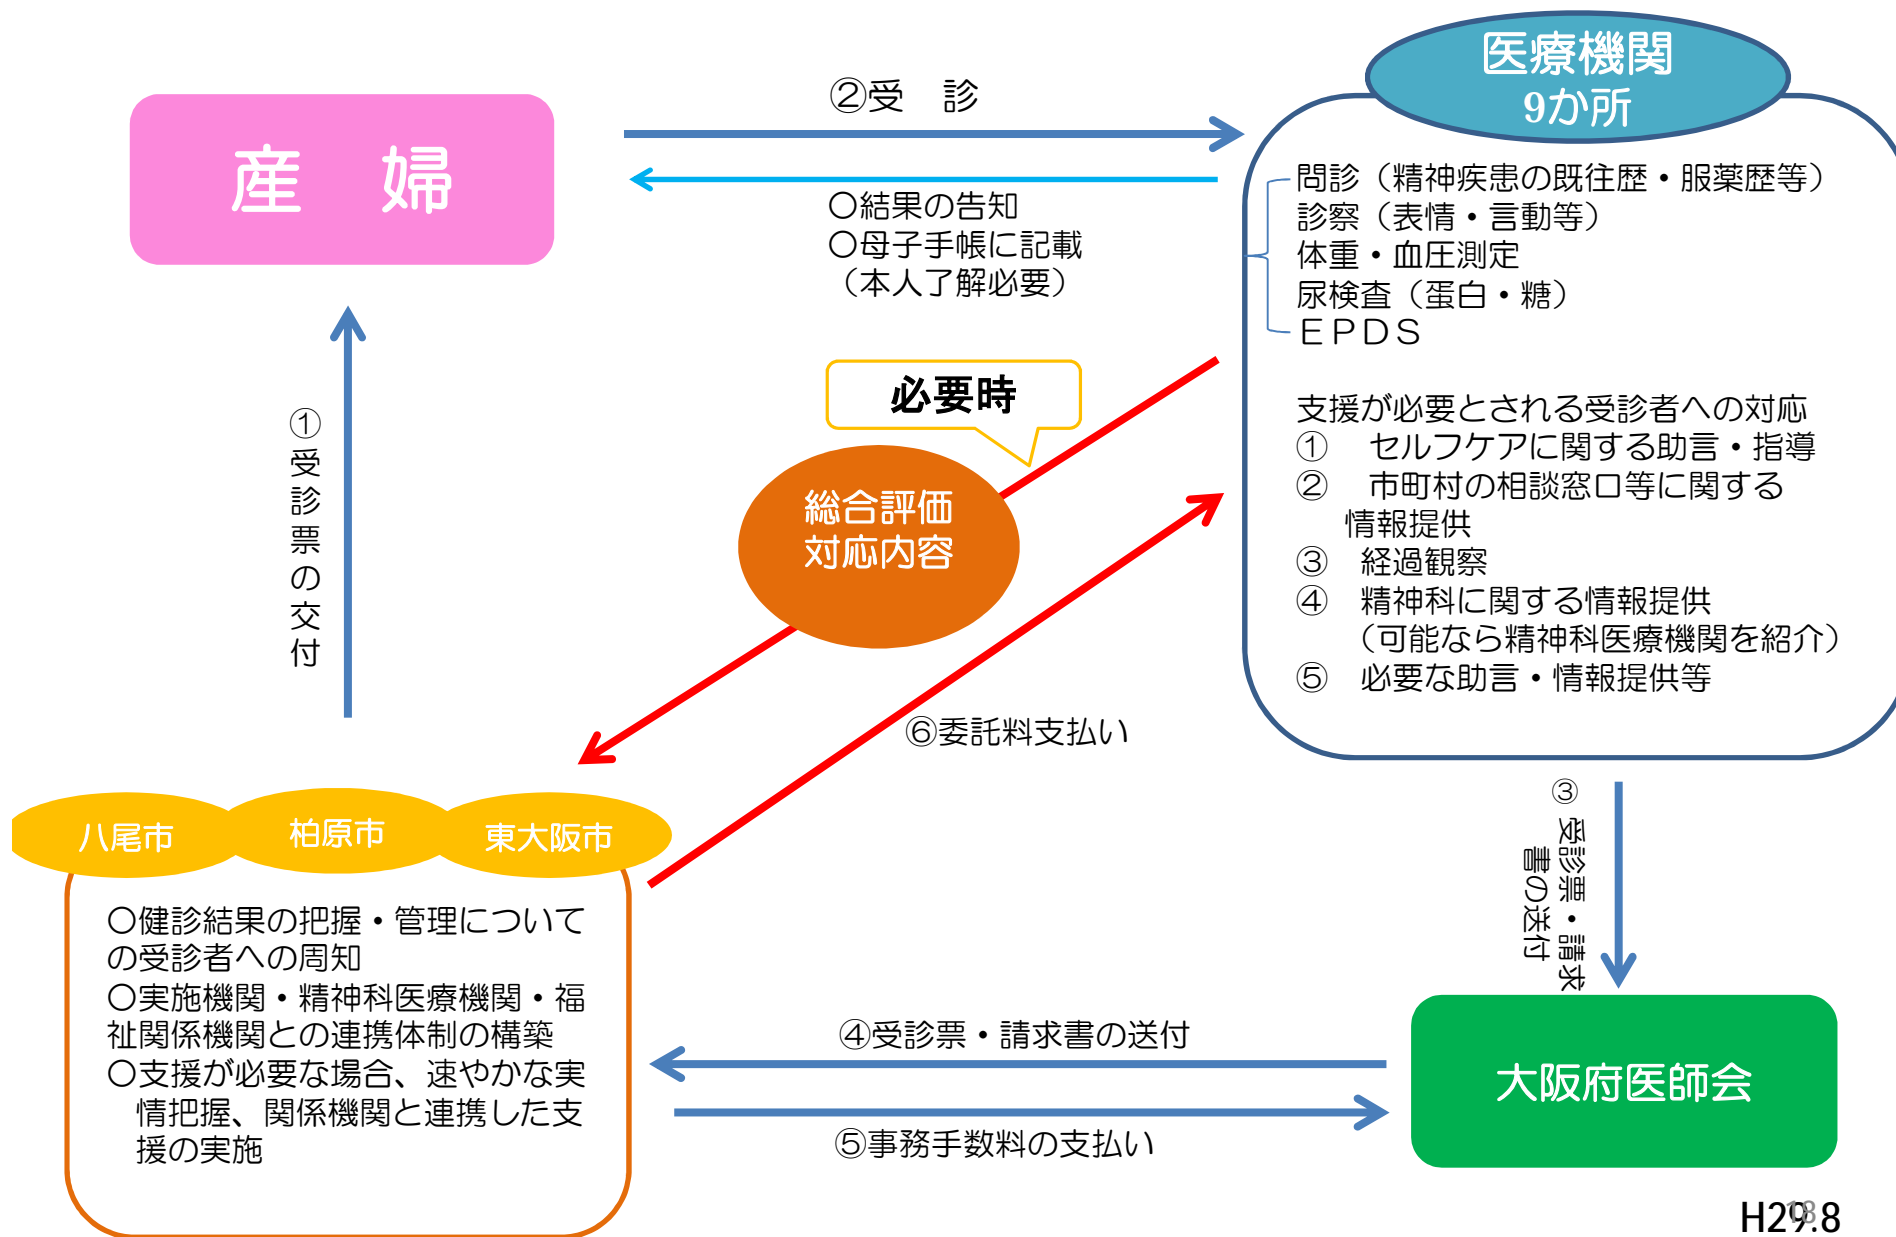 産　婦
②受　診
〇結果の告知
〇母子手帳に記載
（本人了解必要）
医療機関
9か所
問診（精神疾患の既往歴・服薬歴等）
診察（表情・言動等）
体重・血圧測定
尿検査（蛋白・糖）
ＥＰＤＳ
支援が必要とされる受診者への対応
①　セルフケアに関する助言・指導
②　市町村の相談窓口等に関する
情報提供
③　経過観察
④　精神科に関する情報提供
（可能なら精神科医療機関を紹介）
⑤　必要な助言・情報提供等
①受診票の交付
必要時
総合評価
対応内容
⑥委託料支払い
八尾市
柏原市
東大阪市
〇健診結果の把握・管理について
の受診者への周知
〇実施機関・精神科医療機関・福
祉関係機関との連携体制の構築
〇支援が必要な場合、速やかな実
情把握、関係機関と連携した支
援の実施
③受診票・請求
書の送付
④受診票・請求書の送付
⑤事務手数料の支払い
大阪府医師会
H29.8
18